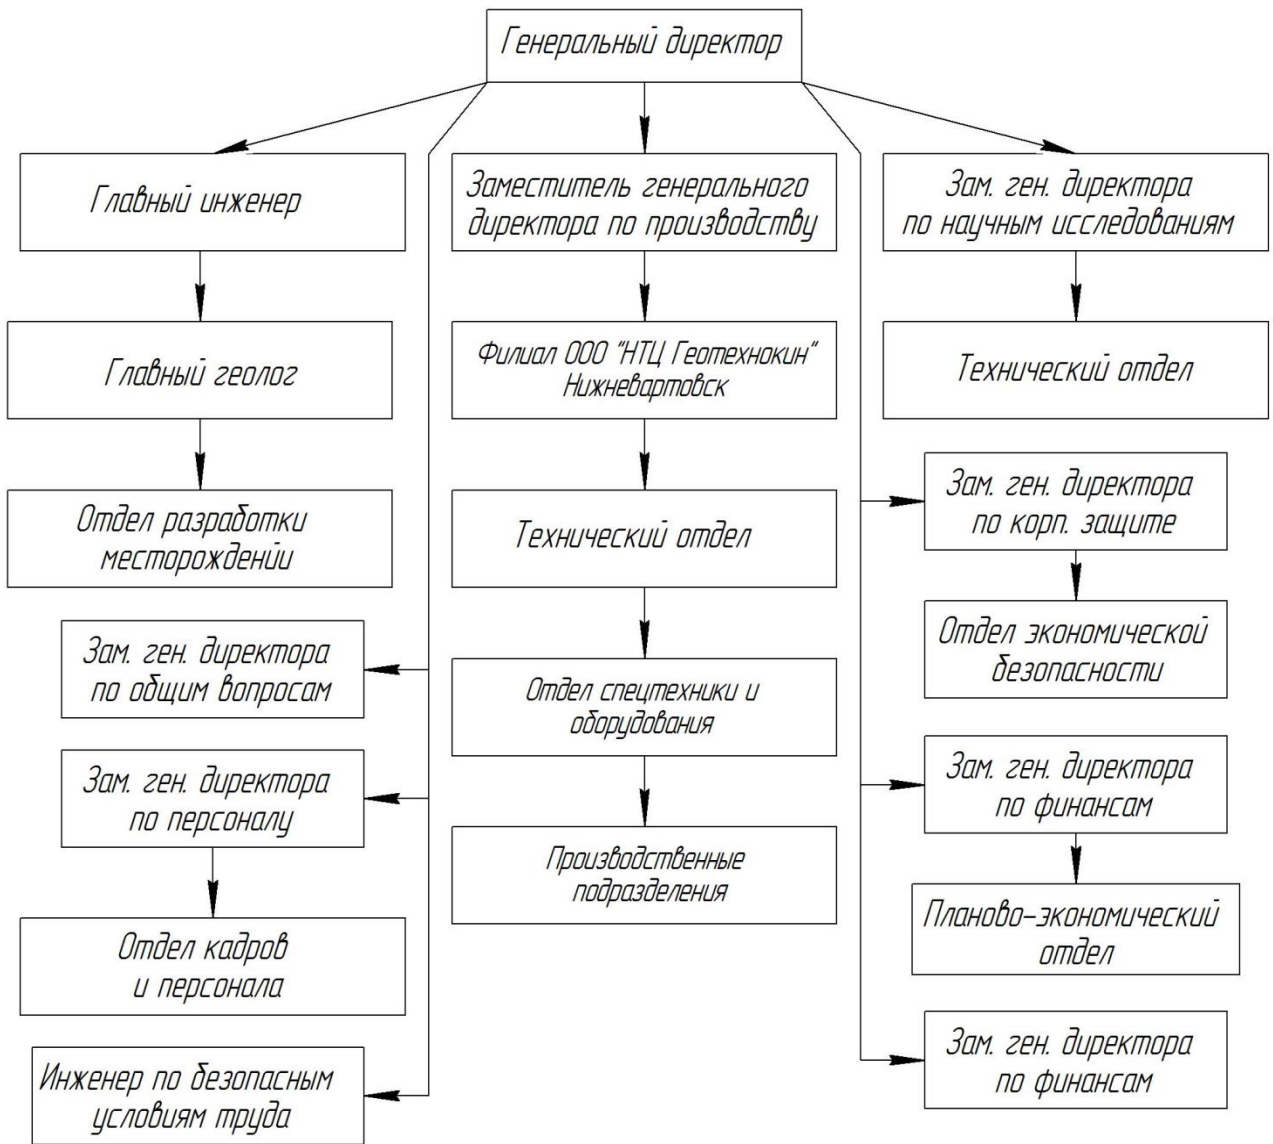 Генеральный директор
Главный инженер
Заместитель генерального
директора по производству
Зам. ген. директора
по научным исследованиям
Главный геолог
Филиал ООО "НТЦ Геотехнокин"
Нижневартовск
Технический отдел
Отдел разработки
месторождении
Технический отдел
Зам. ген. директора
по корп. защите
Зам. ген. директора
по общим вопросам
Отдел спецтехники и
оборудования
Отдел экономической
безопасности
Зам. ген. директора
по персоналу
Производственные
подразделения
Зам. ген. директора
по финансам
Отдел кадров
и персонала
Планово-экономический
отдел
Инженер по безопасным
условиям труда
Зам. ген. директора
по финансам